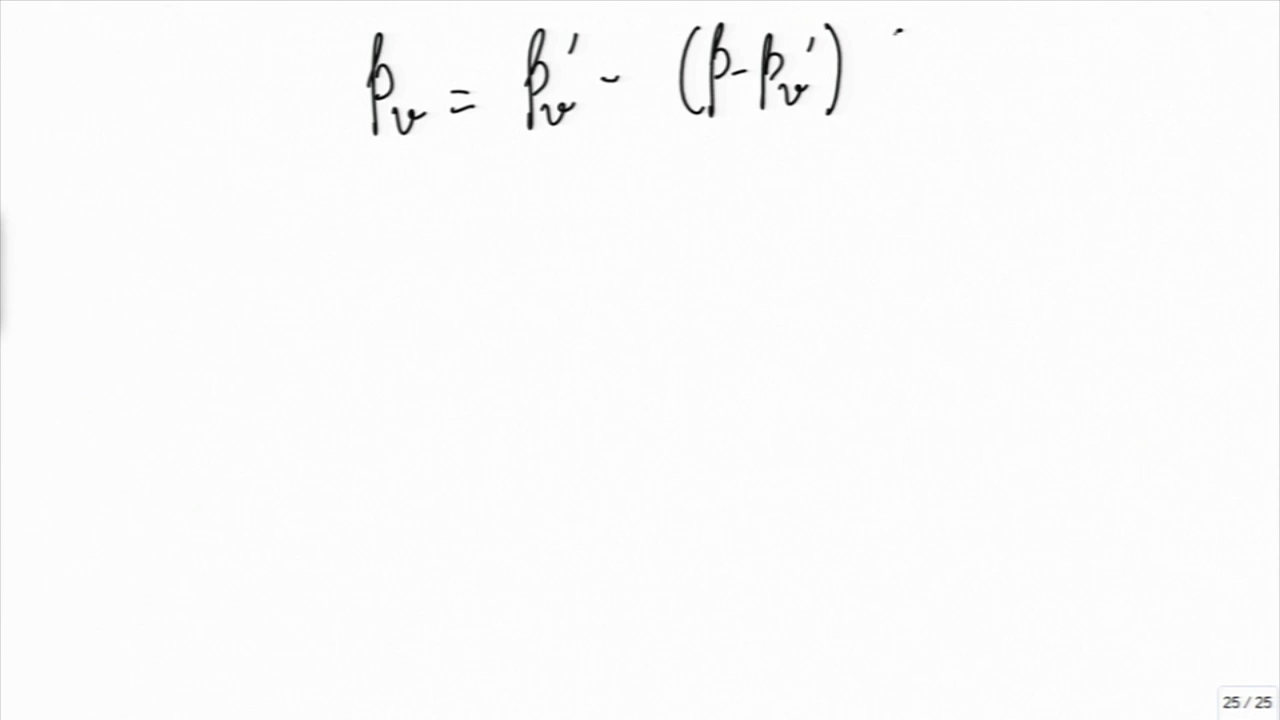 p_v = p_v' - (p - p_v')
25 / 25